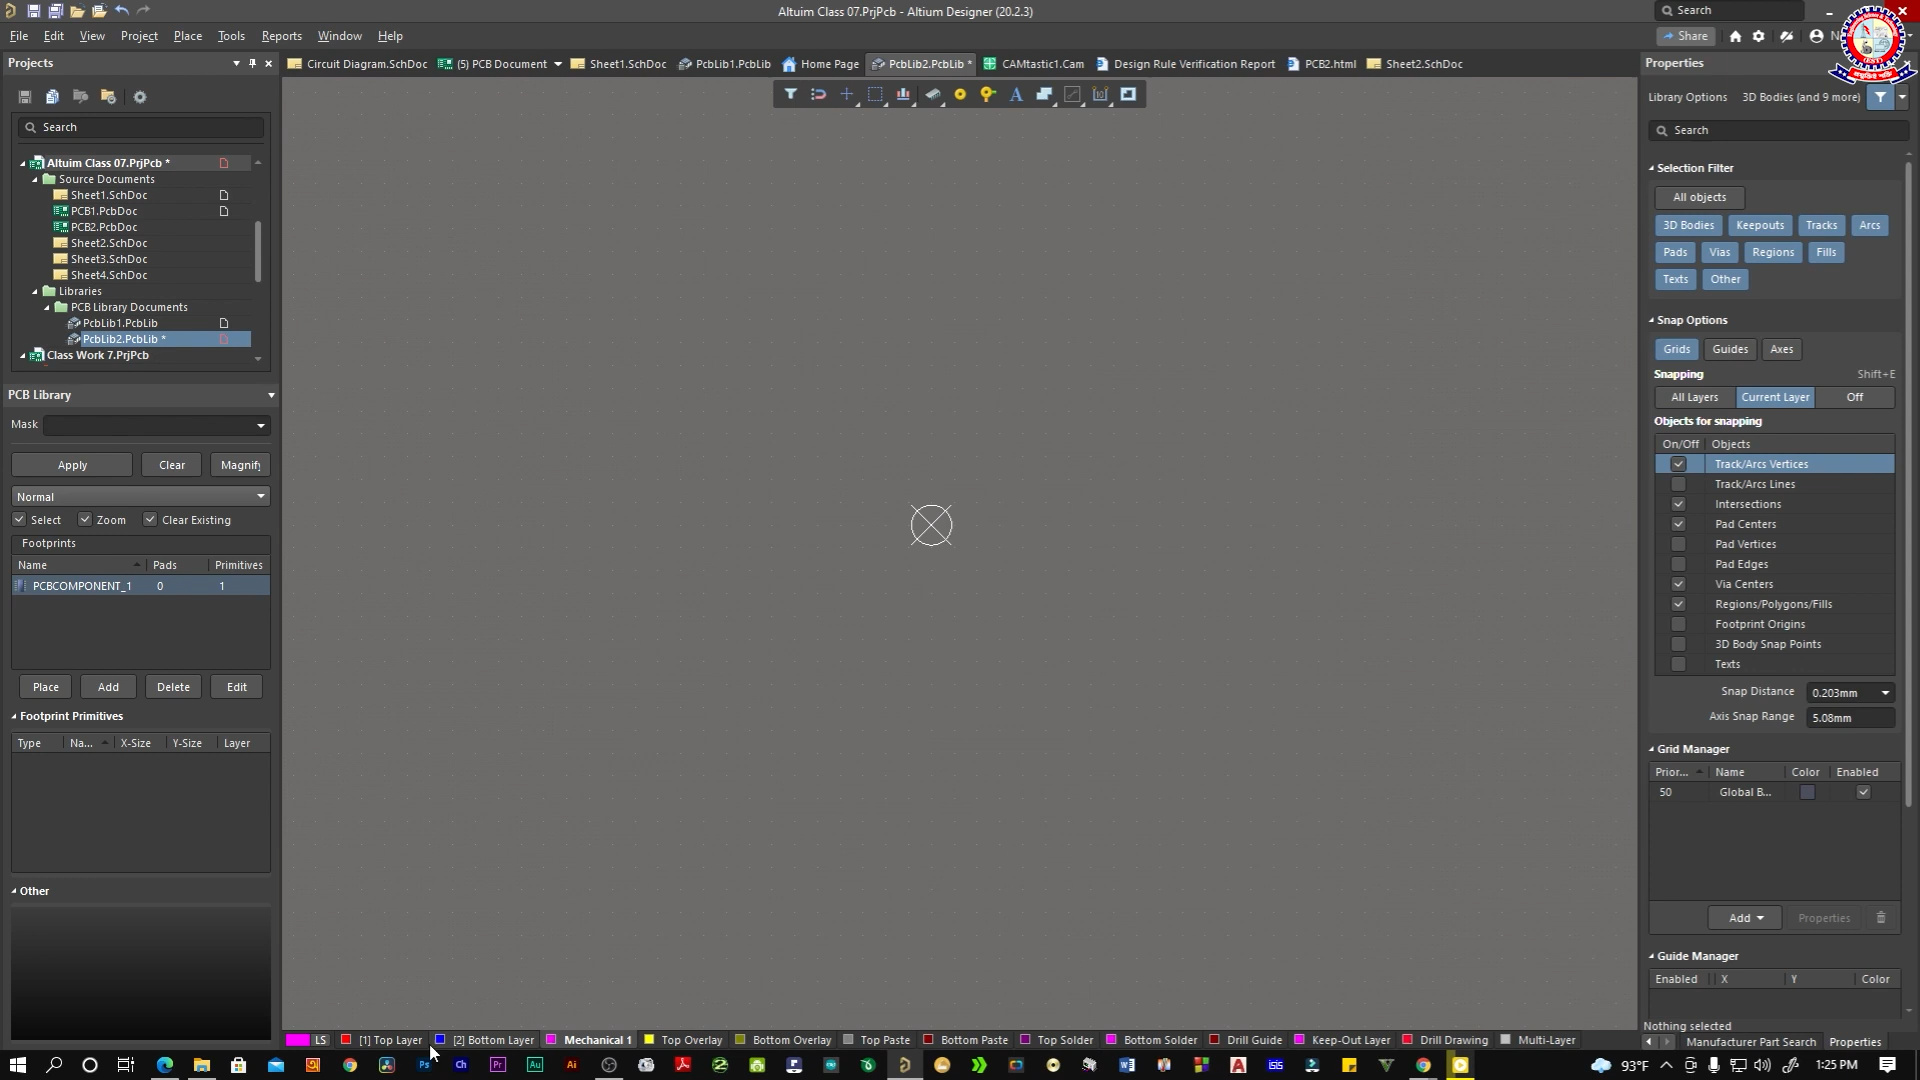 Altuim Class 07.PrjPcb - Altium Designer (20.2.3)
Search
File Edit View Project Place Tools Reports Window Help
Share
Projects
Circuit Diagram.SchDoc (5) PCB Document Sheet1.SchDoc PcbLib1.PcbLib Home Page PcbLib2.PcbLib * CAMtastic1.Cam Design Rule Verification Report PCB2.html Sheet2.SchDoc
Properties
Library Options 3D Bodies (and 9 more)
Search
Search
Altuim Class 07.PrjPcb *
Source Documents
Sheet1.SchDoc
PCB1.PcbDoc
PCB2.PcbDoc
Sheet2.SchDoc
Sheet3.SchDoc
Sheet4.SchDoc
Libraries
PCB Library Documents
PcbLib1.PcbLib
PcbLib2.PcbLib *
Class Work 7.PrjPcb
PCB Library
Mask
Apply Clear Magnify
Normal
Select Zoom Clear Existing
Footprints
Name Pads Primitives
PCBCOMPONENT_1 0 1
Place Add Delete Edit
Footprint Primitives
Type Na... X-Size Y-Size Layer
Other
Selection Filter
All objects
3D Bodies Keepouts Tracks Arcs
Pads Vias Regions Fills
Texts Other
Snap Options
Grids Guides Axes
Snapping Shift+E
All Layers Current Layer Off
Objects for snapping
On/Off Objects
Track/Arcs Vertices
Track/Arcs Lines
Intersections
Pad Centers
Pad Vertices
Pad Edges
Via Centers
Regions/Polygons/Fills
Footprint Origins
3D Body Snap Points
Texts
Snap Distance 0.203mm
Axis Snap Range 5.08mm
Grid Manager
Prior... Name Color Enabled
50 Global B...
Add Properties
Guide Manager
Enabled X Y Color
Nothing selected
Manufacturer Part Search Properties
LS [1] Top Layer [2] Bottom Layer Mechanical 1 Top Overlay Bottom Overlay Top Paste Bottom Paste Top Solder Bottom Solder Drill Guide Keep-Out Layer Drill Drawing Multi-Layer
Ps Ch Pr Au Ai
ISIS
93°F 1:25 PM